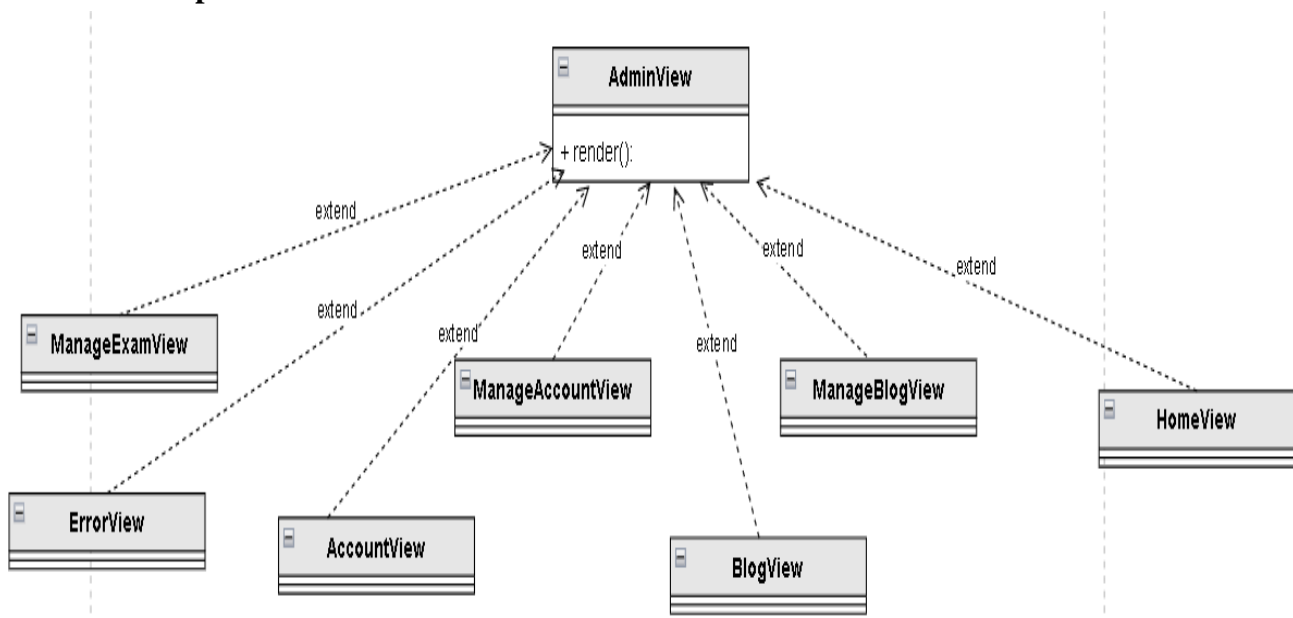 AdminView
+ render():
extend
extend
extend
extend
extend
extend
extend
ManageExamView
ManageAccountView
ManageBlogView
HomeView
ErrorView
AccountView
BlogView